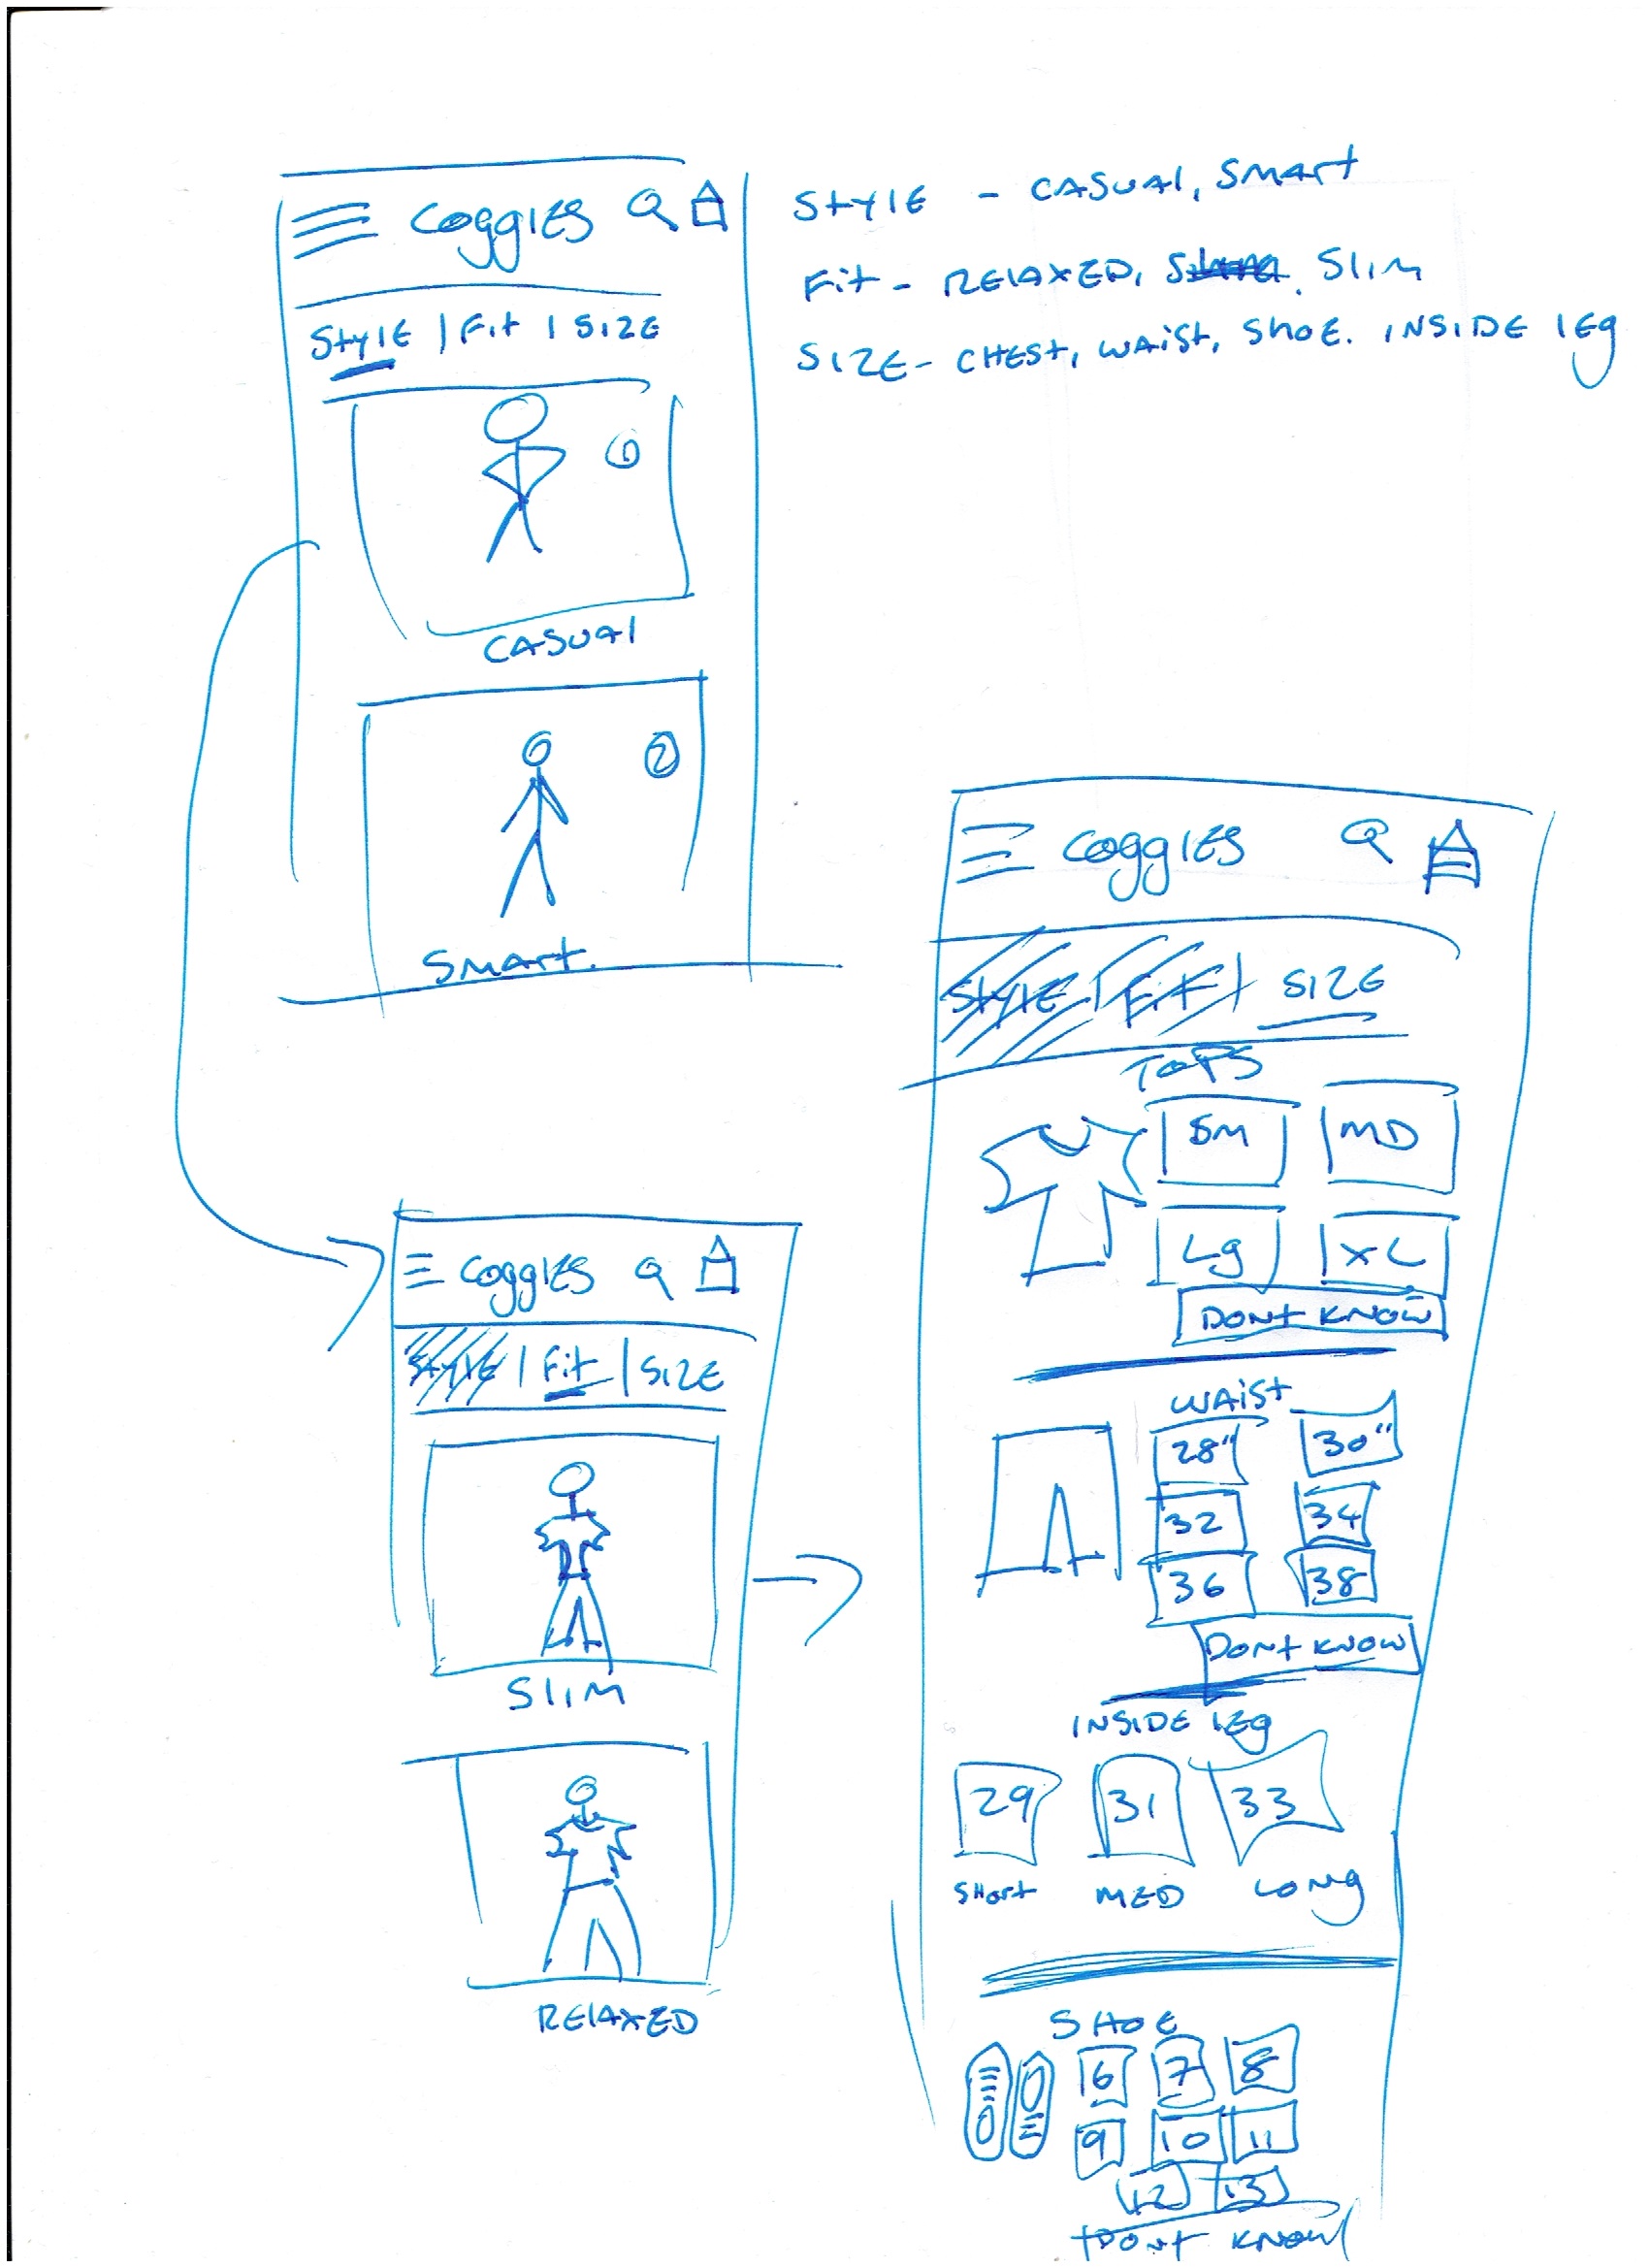 Coggles
Style | Fit | SIZE
1
CASUAl
2
Smart.
Style - CASUAl, Smart
Fit - RElAXED, Slim
SIZE - CHEST, WAiSt, ShoE. INSIDE lEg
Coggles
Style | Fit | SIZE
SLIM
RElAXED
Coggles
Style | Fit | SIZE
TOPS
SM MD
Lg XL
DONt KNOW
WAiSt
28" 30"
32 34
36 38
DONt KNOW
INSIDE lEg
29 31 33
SHort MED LONg
SHOE
6 7 8
9 10 11
12 13
DONt KNOW